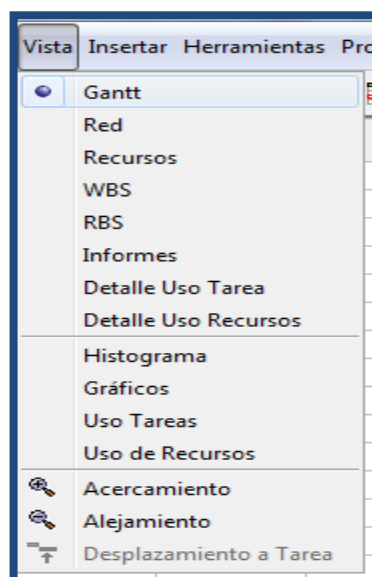 Vista Insertar Herramientas Pro
Gantt
Red
Recursos
WBS
RBS
Informes
Detalle Uso Tarea
Detalle Uso Recursos
Histograma
Gráficos
Uso Tareas
Uso de Recursos
Acercamiento
Alejamiento
Desplazamiento a Tarea